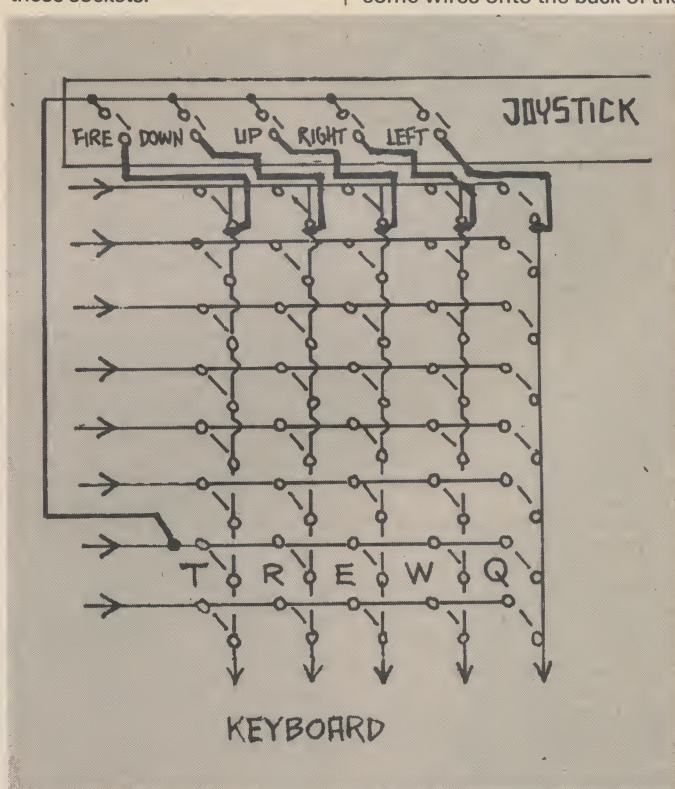 these sockets.
some wires onto the back of the
JOYSTICK
FIRE DOWN UP RIGHT LEFT
T R E W Q
KEYBOARD